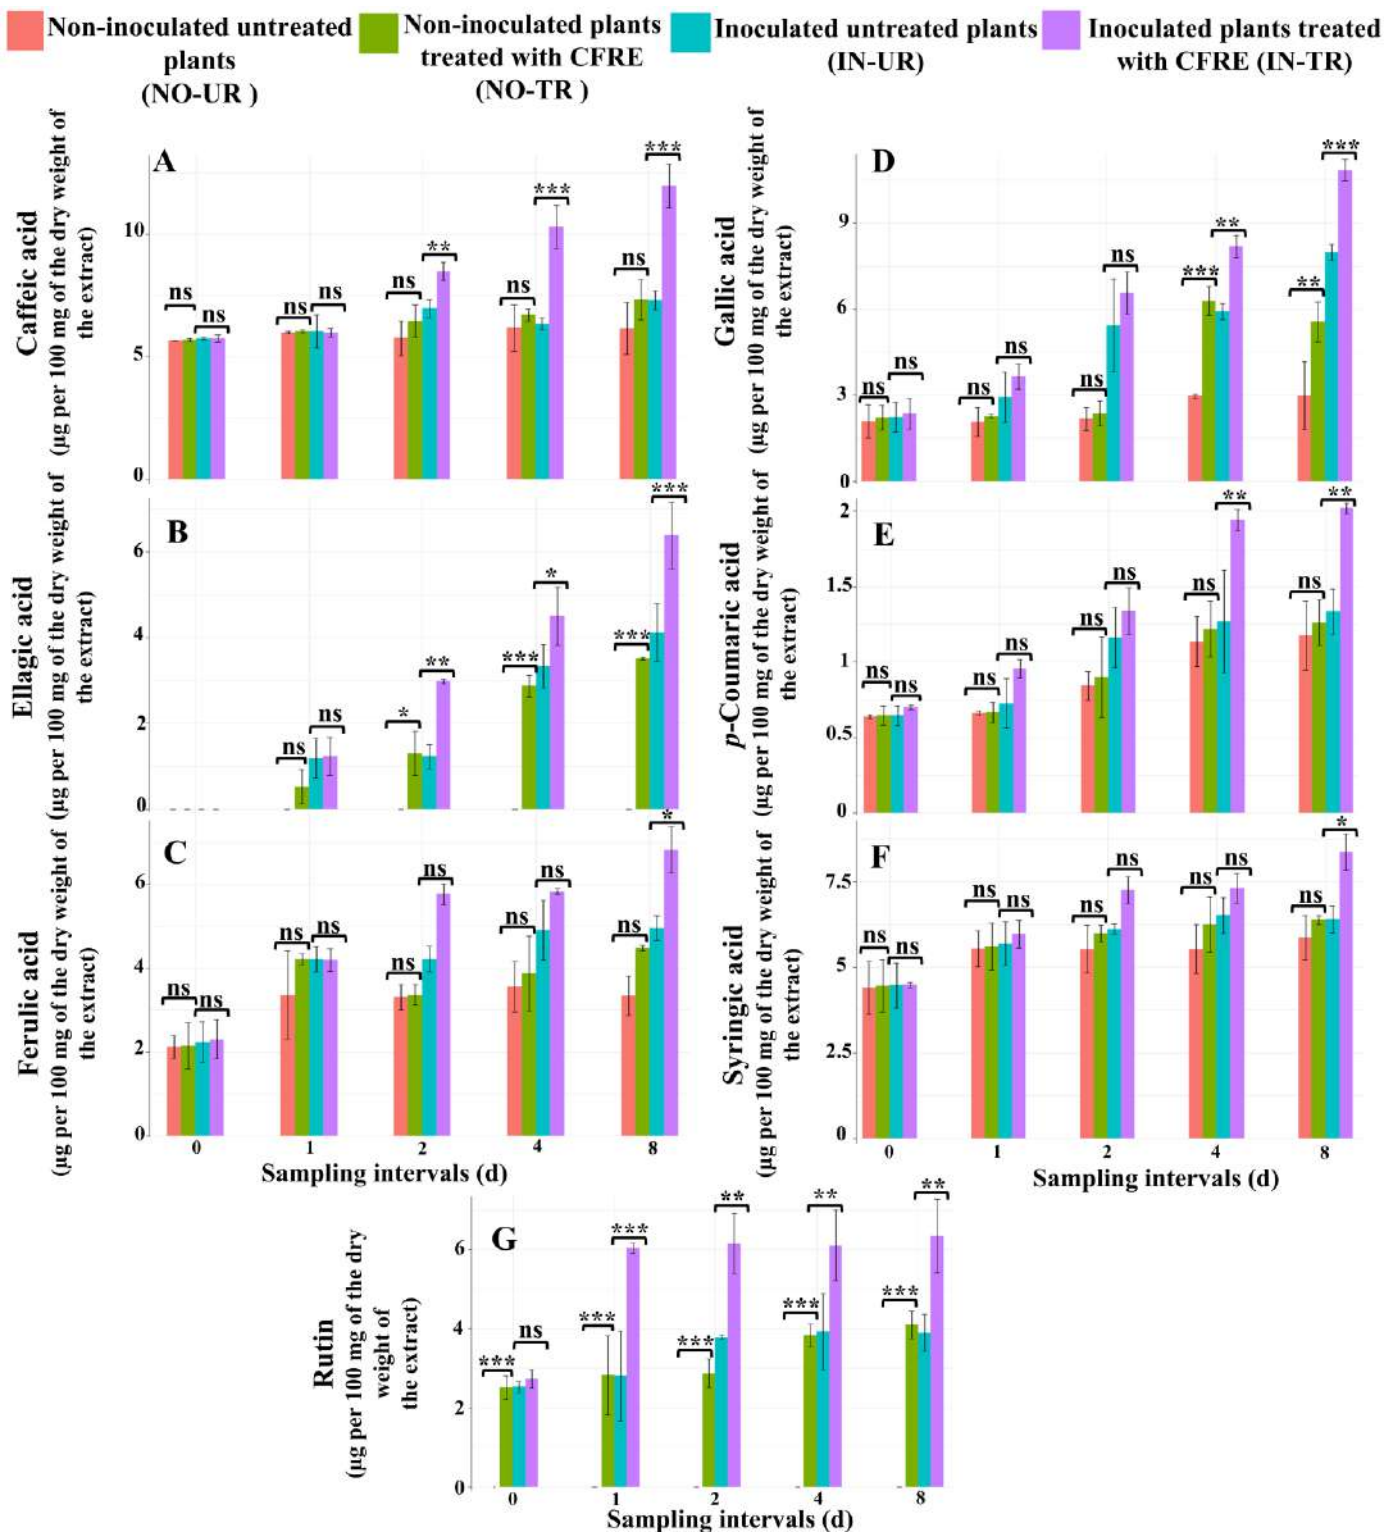 Non-inoculated untreated
plants
(NO-UR )
Non-inoculated plants
treated with CFRE
(NO-TR )
Inoculated untreated plants
(IN-UR)
Inoculated plants treated
with CFRE (IN-TR)
A
Caffeic acid
(µg per 100 mg of the dry weight of
the extract)
10
5
0
ns
ns
ns
ns
ns
**
ns
***
ns
***
D
Gallic acid
(µg per 100 mg of the dry weight of
the extract)
9
6
3
0
ns
ns
ns
ns
ns
ns
***
**
**
***
B
Ellagic acid
(µg per 100 mg of the dry weight of
the extract)
6
4
2
0
ns
ns
*
**
***
*
***
***
E
p-Coumaric acid
(µg per 100 mg of the dry weight of
the extract)
2
1.5
1
0.5
0
ns
ns
ns
ns
ns
ns
ns
**
ns
**
C
Ferulic acid
(µg per 100 mg of the dry weight of
the extract)
6
4
2
0
ns
ns
ns
ns
ns
ns
ns
ns
ns
*
0 1 2 4 8
Sampling intervals (d)
F
Syringic acid
(µg per 100 mg of the dry weight of
the extract)
7.5
5
2.5
0
ns
ns
ns
ns
ns
ns
ns
ns
ns
*
0 1 2 4 8
Sampling intervals (d)
G
Rutin
(µg per 100 mg of the dry
weight of
the extract)
6
4
2
0
***
ns
***
***
***
**
***
**
***
**
0 1 2 4 8
Sampling intervals (d)